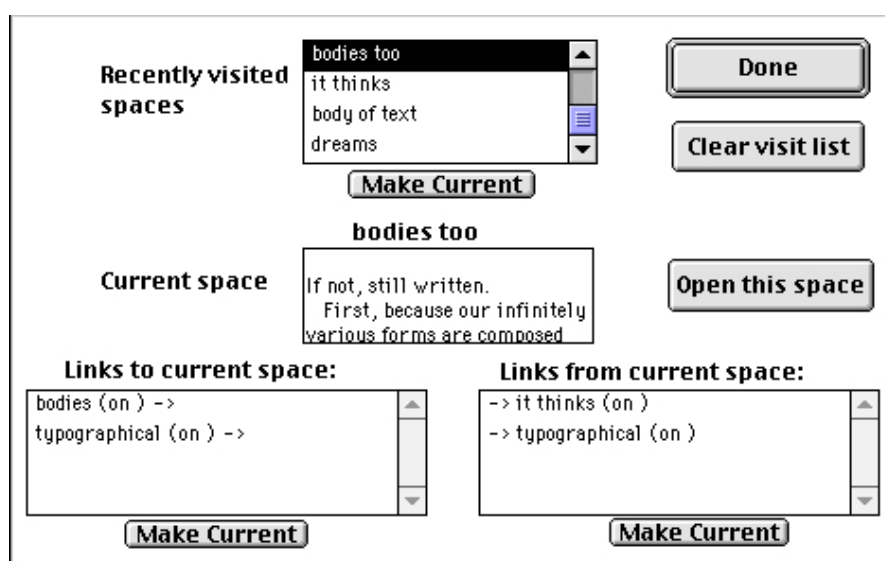 Recently visited
spaces
bodies too
it thinks
body of text
dreams
Make Current
Done
Clear visit list
bodies too
Current space
If not, still written.
First, because our infinitely
various forms are composed
Open this space
Links to current space:
bodies (on ) ->
typographical (on ) ->
Make Current
Links from current space:
-> it thinks (on )
-> typographical (on )
Make Current